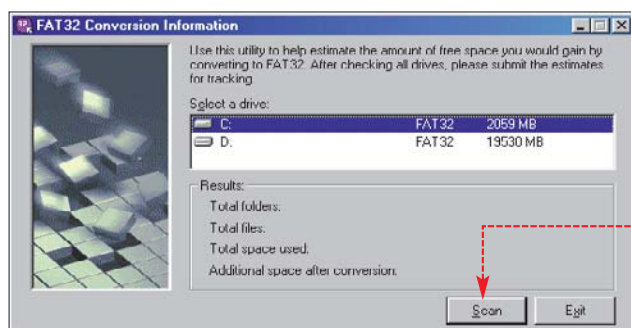 FAT32 Conversion Information
Use this utility to help estimate the amount of free space you would gain by
converting to FAT32. After checking all drives, please submit the estimates
for tracking.
Select a drive:
C: FAT32 2059 MB
D: FAT32 19530 MB
Results:
Total folders:
Total files:
Total space used:
Additional space after conversion:
Scan Exit